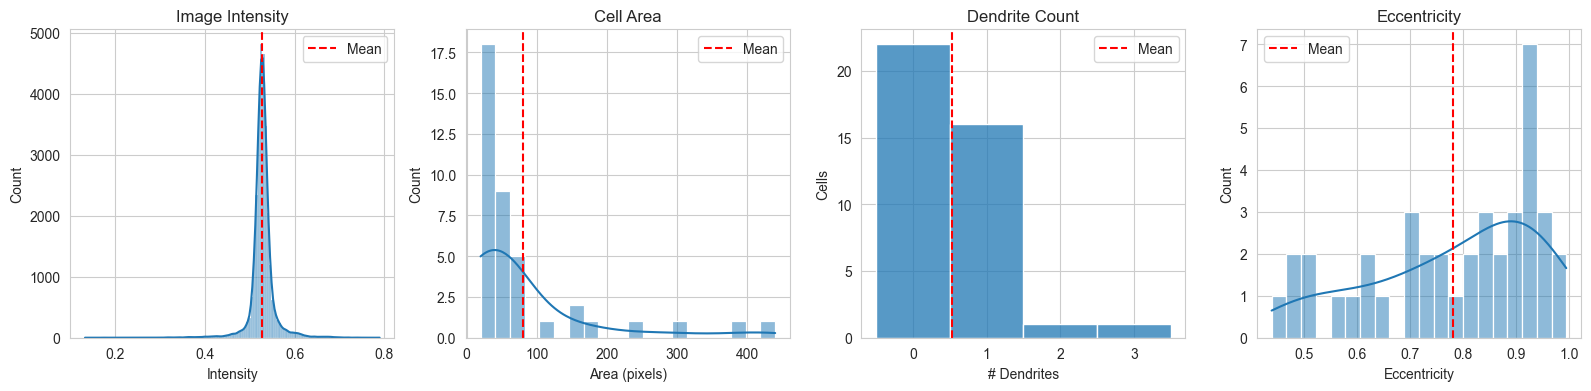 Image Intensity
Mean
5000
4000
3000
2000
1000
0
Count
0.2 0.4 0.6 0.8
Intensity
Cell Area
Mean
17.5
15.0
12.5
10.0
7.5
5.0
2.5
0.0
Count
0 100 200 300 400
Area (pixels)
Dendrite Count
Mean
20
15
10
5
0
Cells
0 1 2 3
# Dendrites
Eccentricity
Mean
7
6
5
4
3
2
1
0
Count
0.5 0.6 0.7 0.8 0.9 1.0
Eccentricity